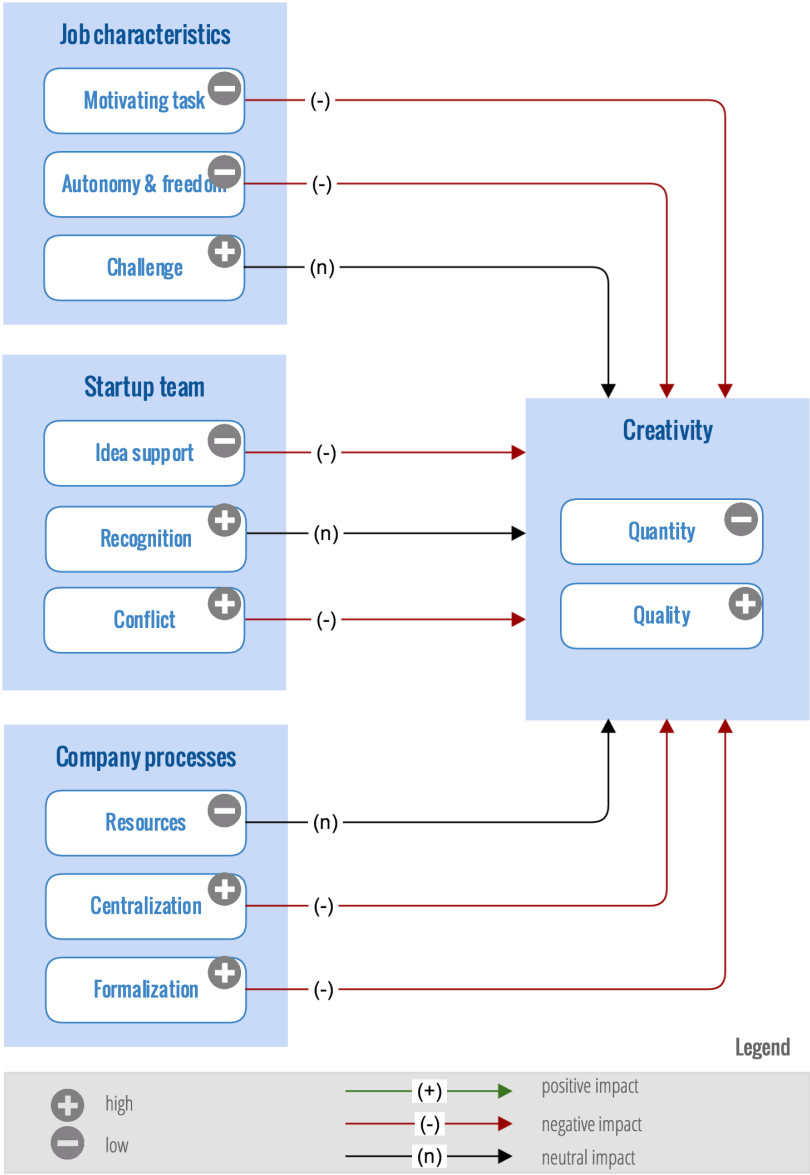 Job characteristics
Motivating task
(-)
Autonomy & freedom
(-)
Challenge
(n)
Startup team
Idea support
(-)
Recognition
(n)
Conflict
(-)
Creativity
Quantity
Quality
Company processes
Resources
(n)
Centralization
(-)
Formalization
(-)
Legend
high
low
(+)
positive impact
(-)
negative impact
(n)
neutral impact